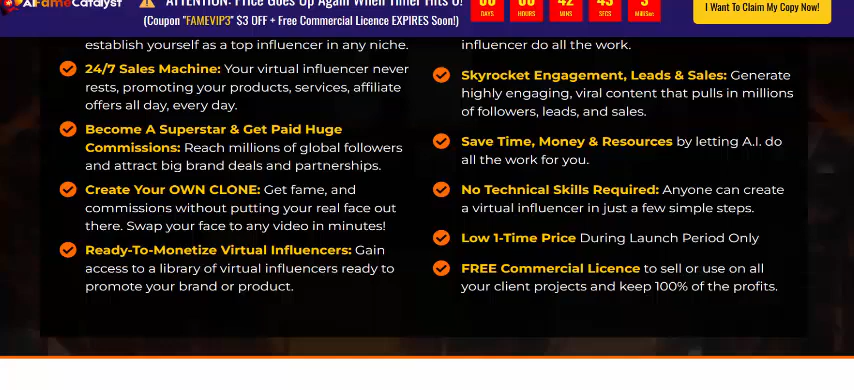 AiFameCatalyst
ATTENTION: Price Goes Up Again When Timer Hits 0!
(Coupon "FAMEVIP3" $3 OFF + Free Commercial Licence EXPIRES Soon!)
00 00 42 43 3
DAYS HOURS MINS SECS MilliSec
I Want To Claim My Copy Now!
establish yourself as a top influencer in any niche.
24/7 Sales Machine: Your virtual influencer never
rests, promoting your products, services, affiliate
offers all day, every day.
Become A Superstar & Get Paid Huge
Commissions: Reach millions of global followers
and attract big brand deals and partnerships.
Create Your OWN CLONE: Get fame, and
commissions without putting your real face out
there. Swap your face to any video in minutes!
Ready-To-Monetize Virtual Influencers: Gain
access to a library of virtual influencers ready to
promote your brand or product.
influencer do all the work.
Skyrocket Engagement, Leads & Sales: Generate
highly engaging, viral content that pulls in millions
of followers, leads, and sales.
Save Time, Money & Resources by letting A.I. do
all the work for you.
No Technical Skills Required: Anyone can create
a virtual influencer in just a few simple steps.
Low 1-Time Price During Launch Period Only
FREE Commercial Licence to sell or use on all
your client projects and keep 100% of the profits.